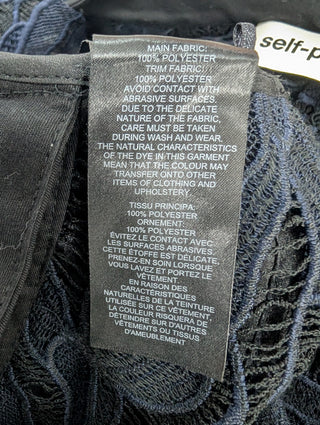 self-p
MAIN FABRIC:
100% POLYESTER
TRIM FABRIC:
100% POLYESTER
AVOID CONTACT WITH
ABRASIVE SURFACES.
DUE TO THE DELICATE
NATURE OF THE FABRIC,
CARE MUST BE TAKEN
DURING WASH AND WEAR.
THE NATURAL CHARACTERISTICS
OF THE DYE IN THIS GARMENT
MEAN THAT THE COLOUR MAY
TRANSFER ONTO OTHER
ITEMS OF CLOTHING AND
UPHOLSTERY.
TISSU PRINCIPA:
100% POLYESTER
ORNEMENT:
100% POLYESTER
ÉVITEZ LE CONTACT AVEC
LES SURFACES ABRASIVES.
CETTE ÉTOFFE EST DÉLICATE,
PRENEZ-EN SOIN LORSQUE
VOUS LAVEZ ET PORTEZ LE
VÊTEMENT.
EN RAISON DES
CARACTÉRISTIQUES
NATURELLES DE LA TEINTURE
UTILISÉE SUR CE VÊTEMENT,
LA COULEUR RISQUERA DE
DÉTEINDRE SUR D'AUTRES
VÊTEMENTS OU TISSUS
D'AMEUBLEMENT